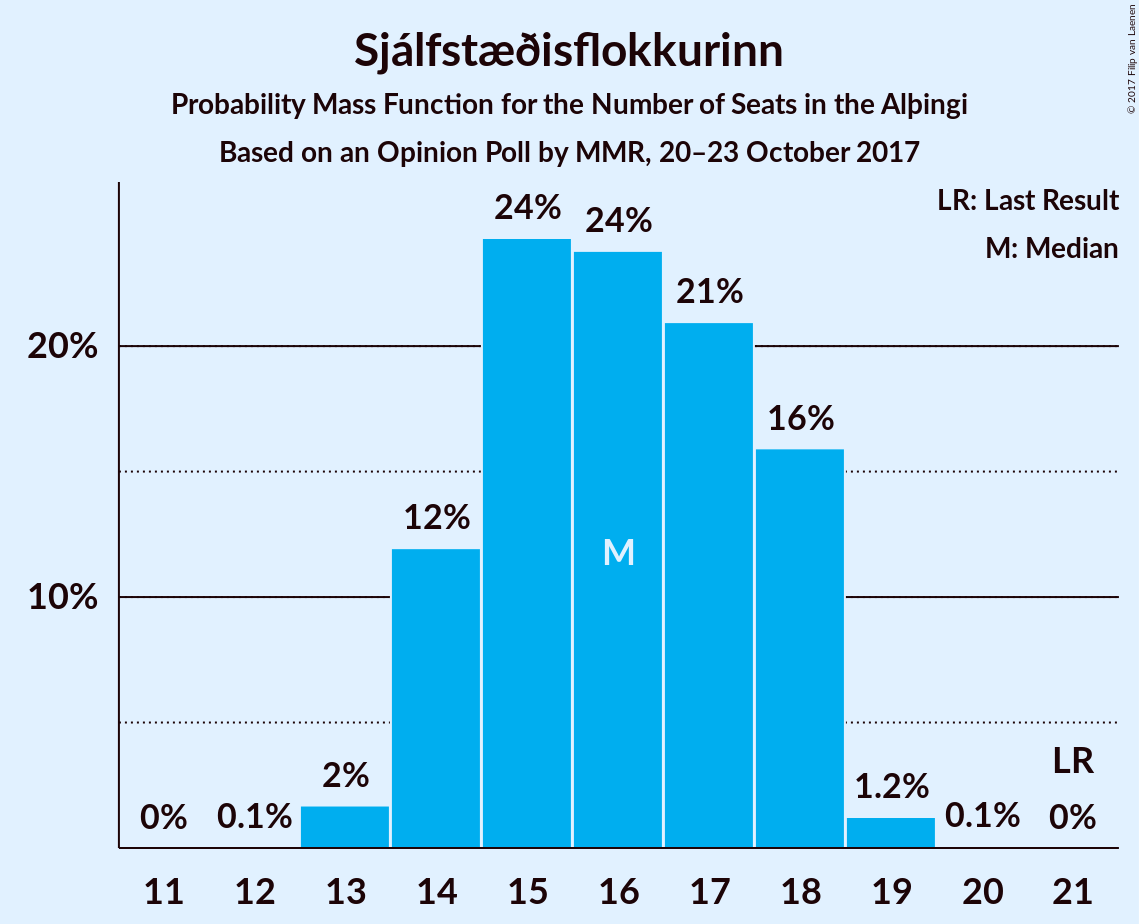 Sjálfstæðisflokkurinn
Probability Mass Function for the Number of Seats in the Alþingi
Based on an Opinion Poll by MMR, 20–23 October 2017
© 2017 Filip van Laenen
LR: Last Result
M: Median
20%
10%
0%
0.1%
2%
12%
24%
24%
21%
16%
1.2%
0.1%
0%
LR
M
11 12 13 14 15 16 17 18 19 20 21